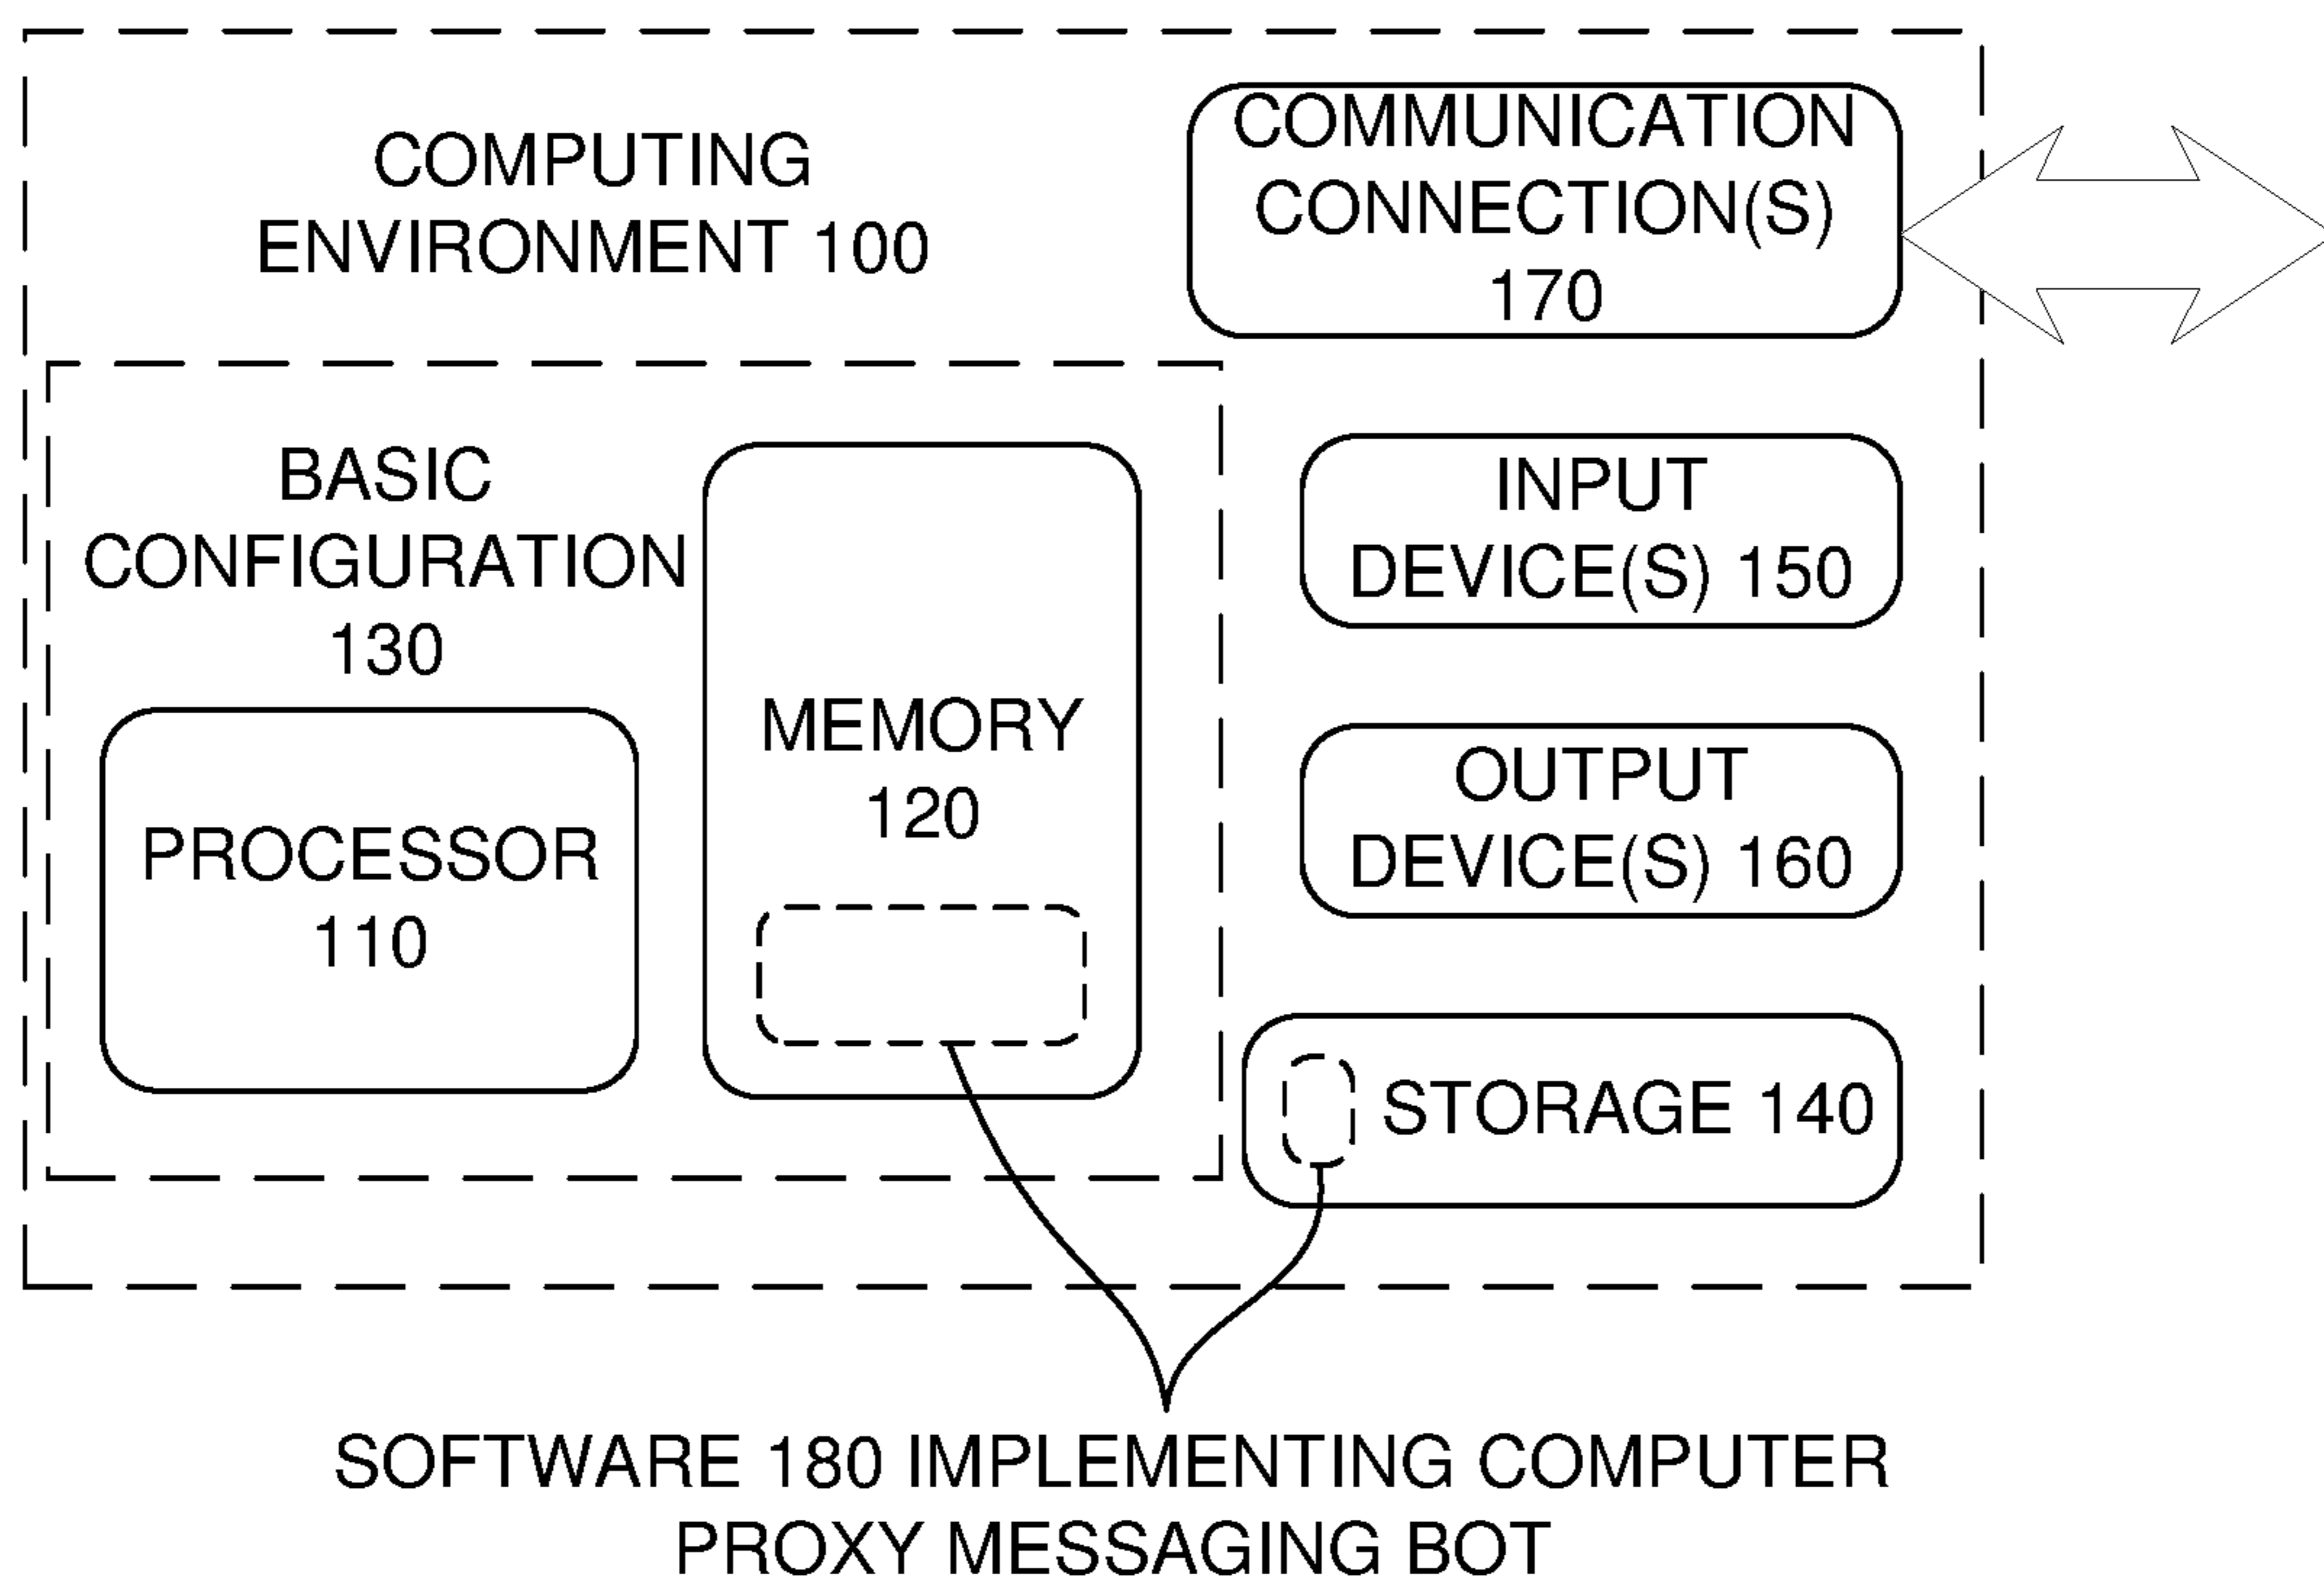 COMPUTING
ENVIRONMENT 100
COMMUNICATION
CONNECTION(S)
170
BASIC
CONFIGURATION
130
PROCESSOR
110
MEMORY
120
INPUT
DEVICE(S) 150
OUTPUT
DEVICE(S) 160
STORAGE 140
SOFTWARE 180 IMPLEMENTING COMPUTER
PROXY MESSAGING BOT